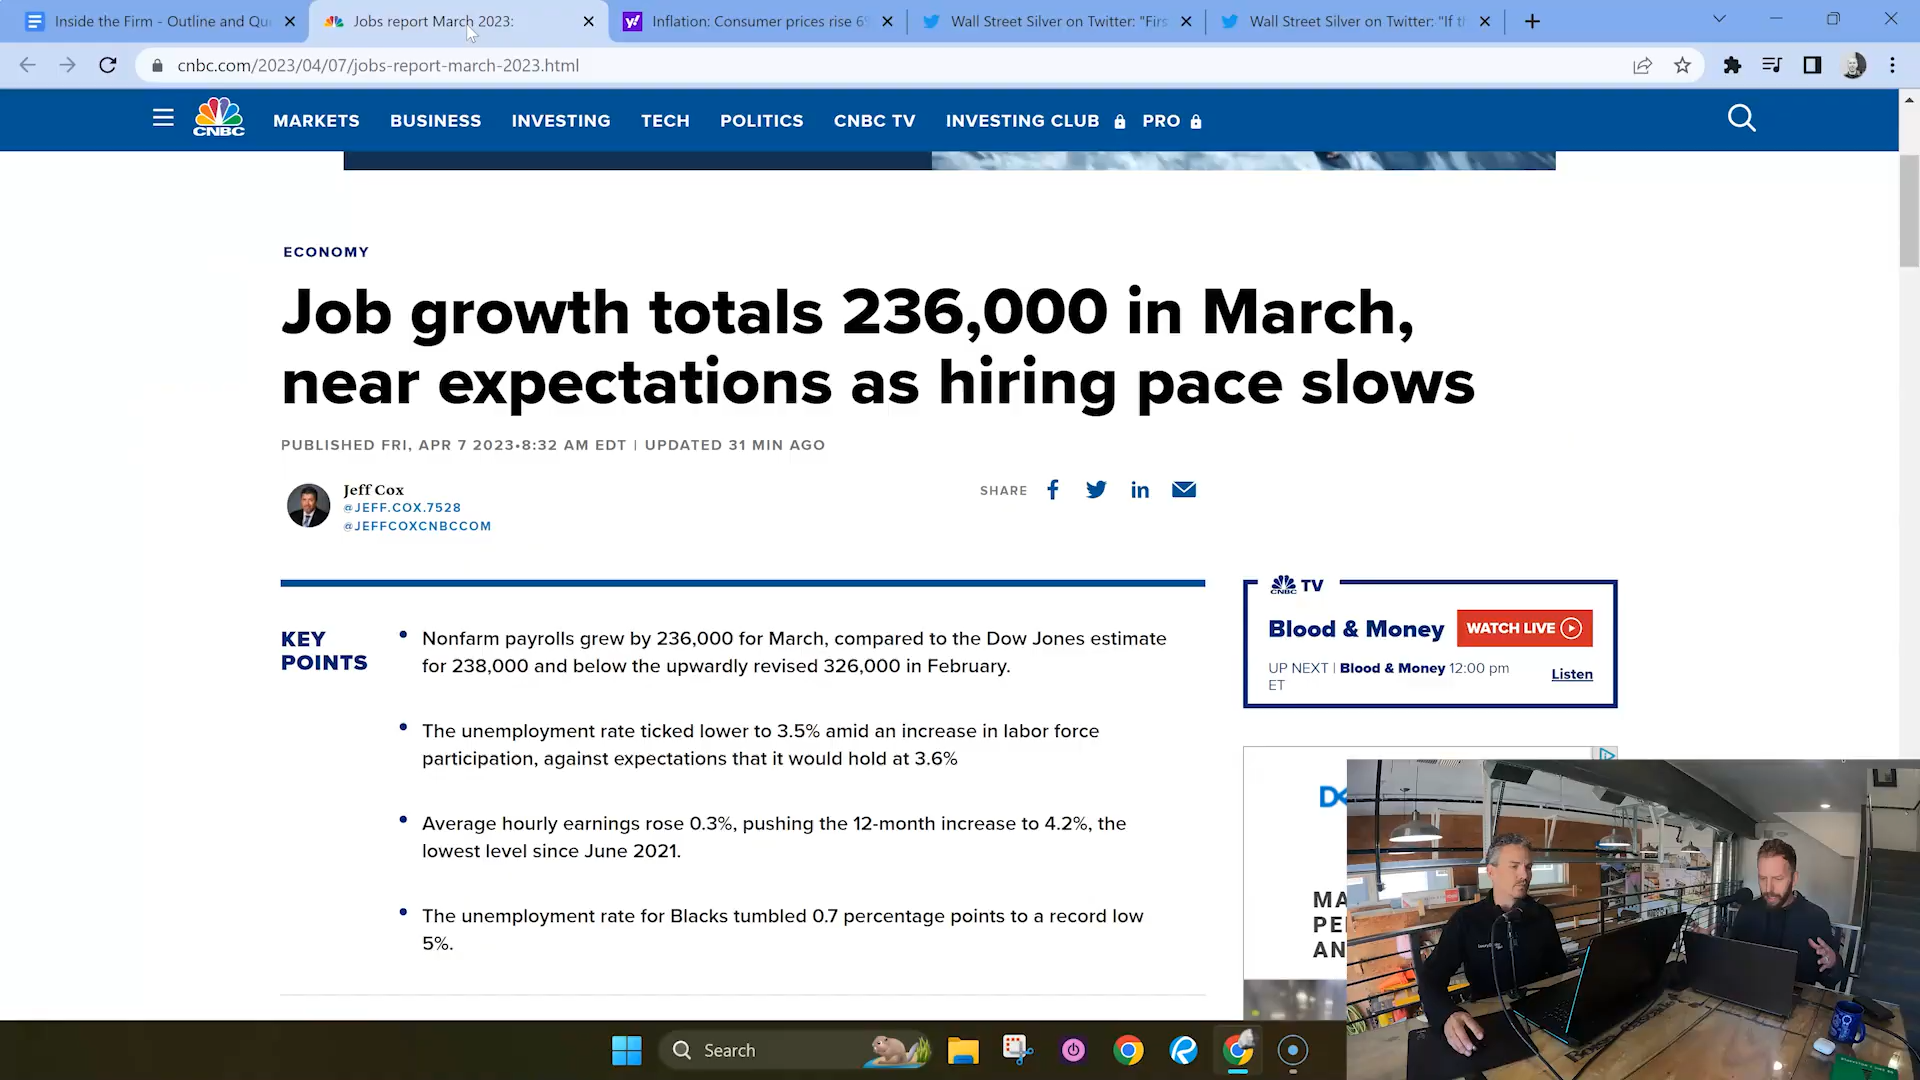 Inside the Firm - Outline and Qu
Jobs report March 2023:
Inflation: Consumer prices rise 6
Wall Street Silver on Twitter: "Firs
Wall Street Silver on Twitter: "If t
cnbc.com/2023/04/07/jobs-report-march-2023.html
CNBC
MARKETS BUSINESS INVESTING TECH POLITICS CNBC TV INVESTING CLUB PRO
ECONOMY
Job growth totals 236,000 in March,
near expectations as hiring pace slows
PUBLISHED FRI, APR 7 2023•8:32 AM EDT | UPDATED 31 MIN AGO
Jeff Cox
@JEFF.COX.7528
@JEFFCOXCNBCCOM
SHARE
KEY
POINTS
• Nonfarm payrolls grew by 236,000 for March, compared to the Dow Jones estimate
for 238,000 and below the upwardly revised 326,000 in February.
• The unemployment rate ticked lower to 3.5% amid an increase in labor force
participation, against expectations that it would hold at 3.6%
• Average hourly earnings rose 0.3%, pushing the 12-month increase to 4.2%, the
lowest level since June 2021.
• The unemployment rate for Blacks tumbled 0.7 percentage points to a record low
5%.
CNBC TV
Blood & Money WATCH LIVE
UP NEXT | Blood & Money 12:00 pm
ET
Listen
MA
PE
AN
Search